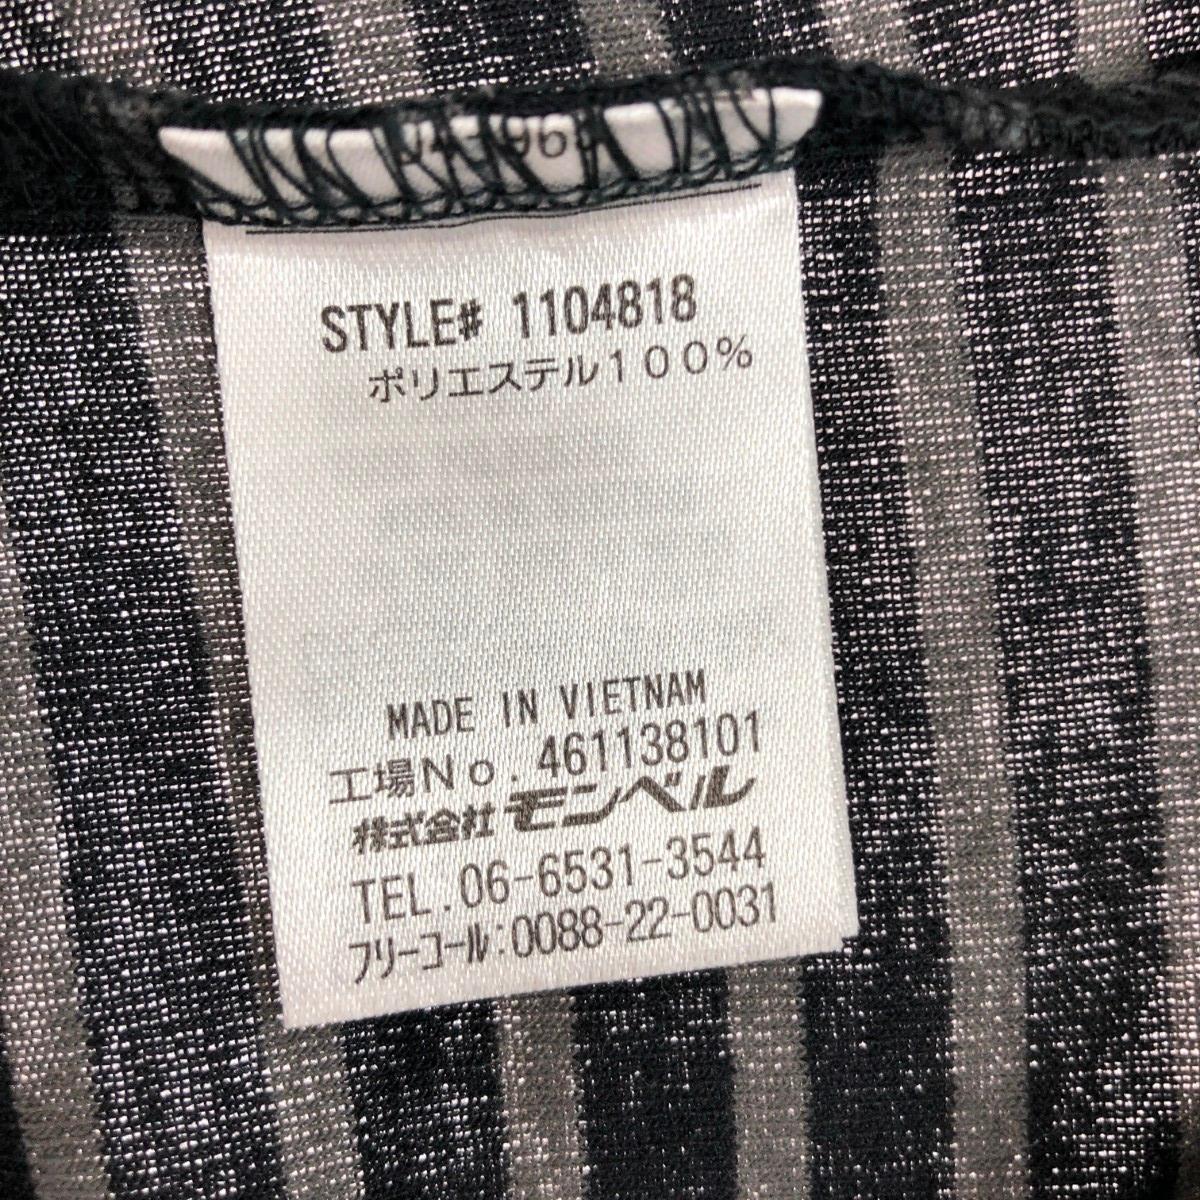 STYLE# 1104818
ポリエステル100%
MADE IN VIETNAM
工場No. 461138101
株式会社 モンベル
TEL. 06-6531-3544
フリーコール:0088-22-0031